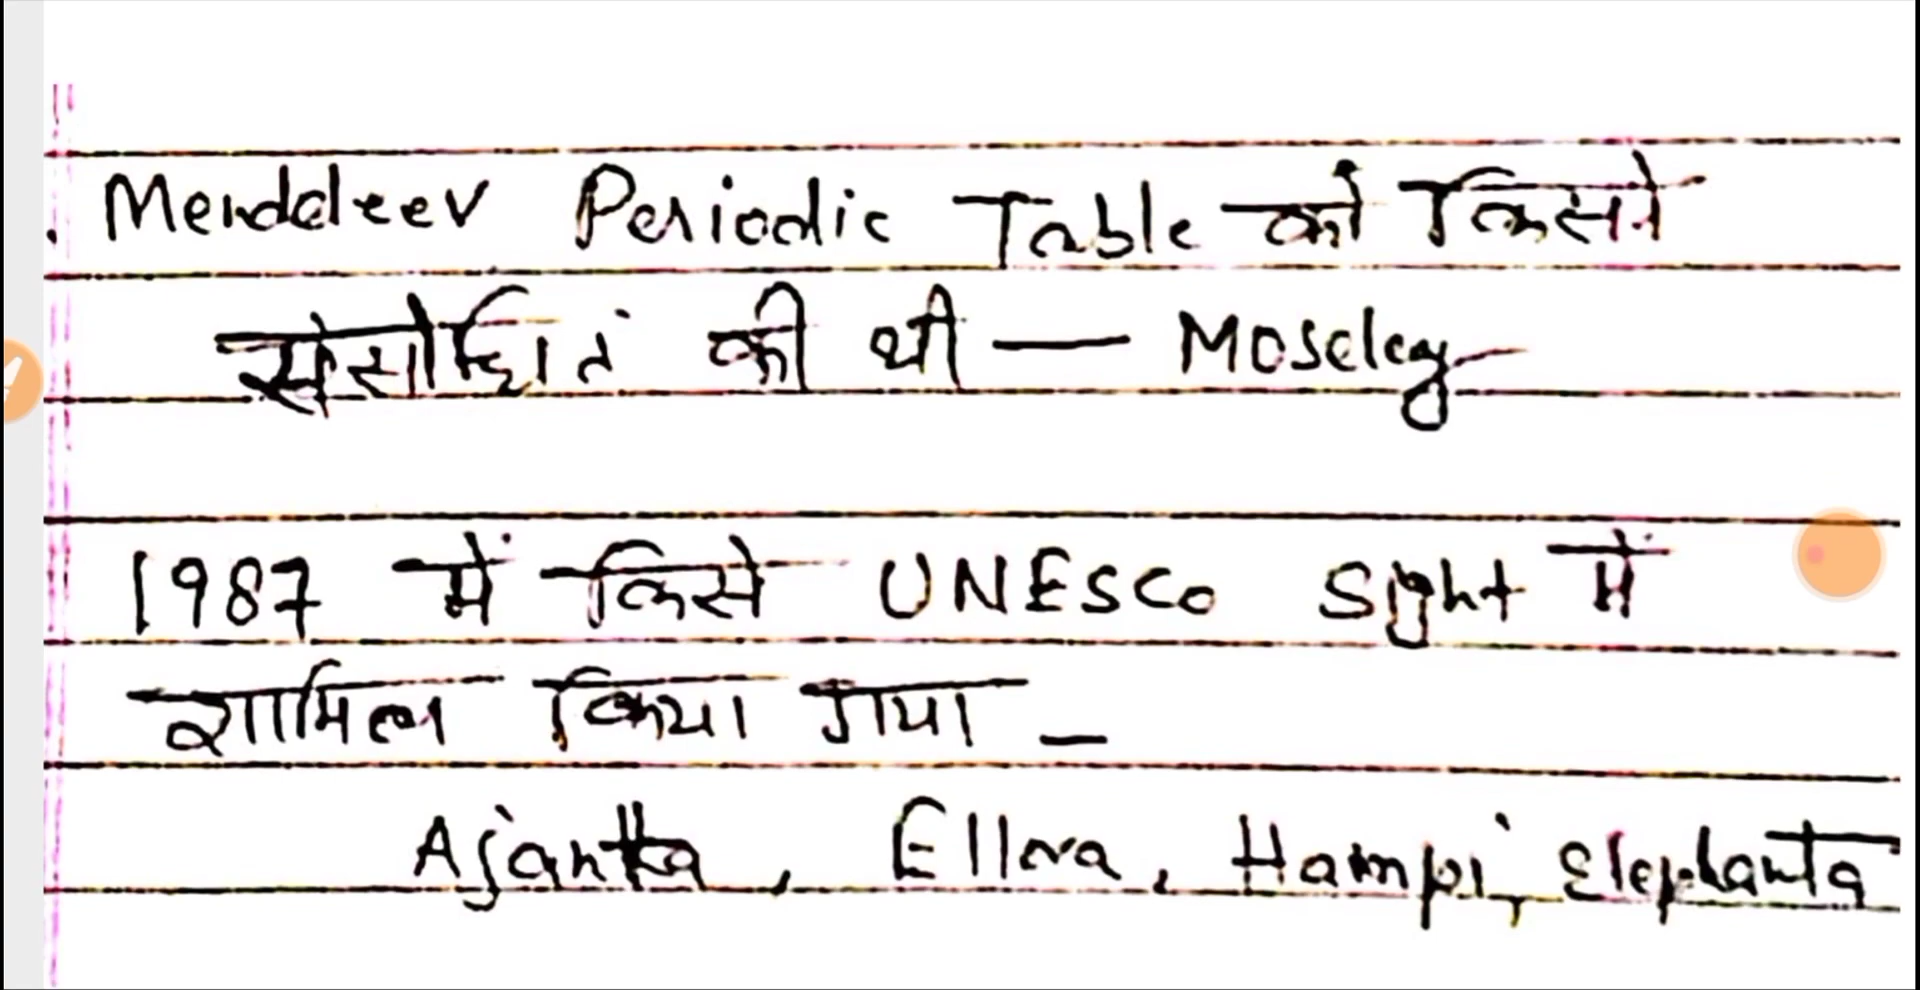 Mendeleev Periodic Table को किसने
संसोधित की थी — Moseley
1987 में किसे UNESCO Sight में
शामिल किया गया –
Ajanta, Ellora, Hampi, Elephanta